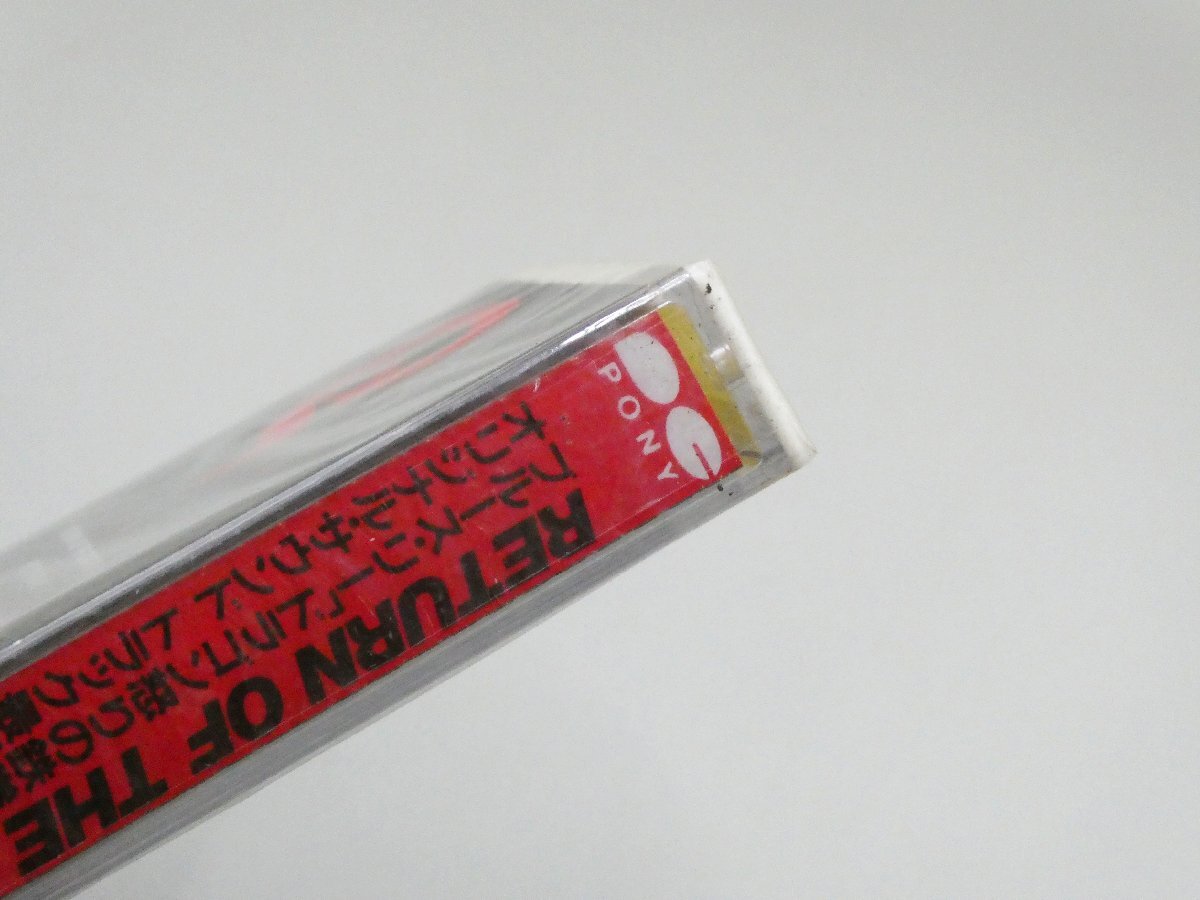 PONY
RETURN OF THE
ブルース・リー ドラゴン怒りの鉄
オリジナル・サウンドトラック